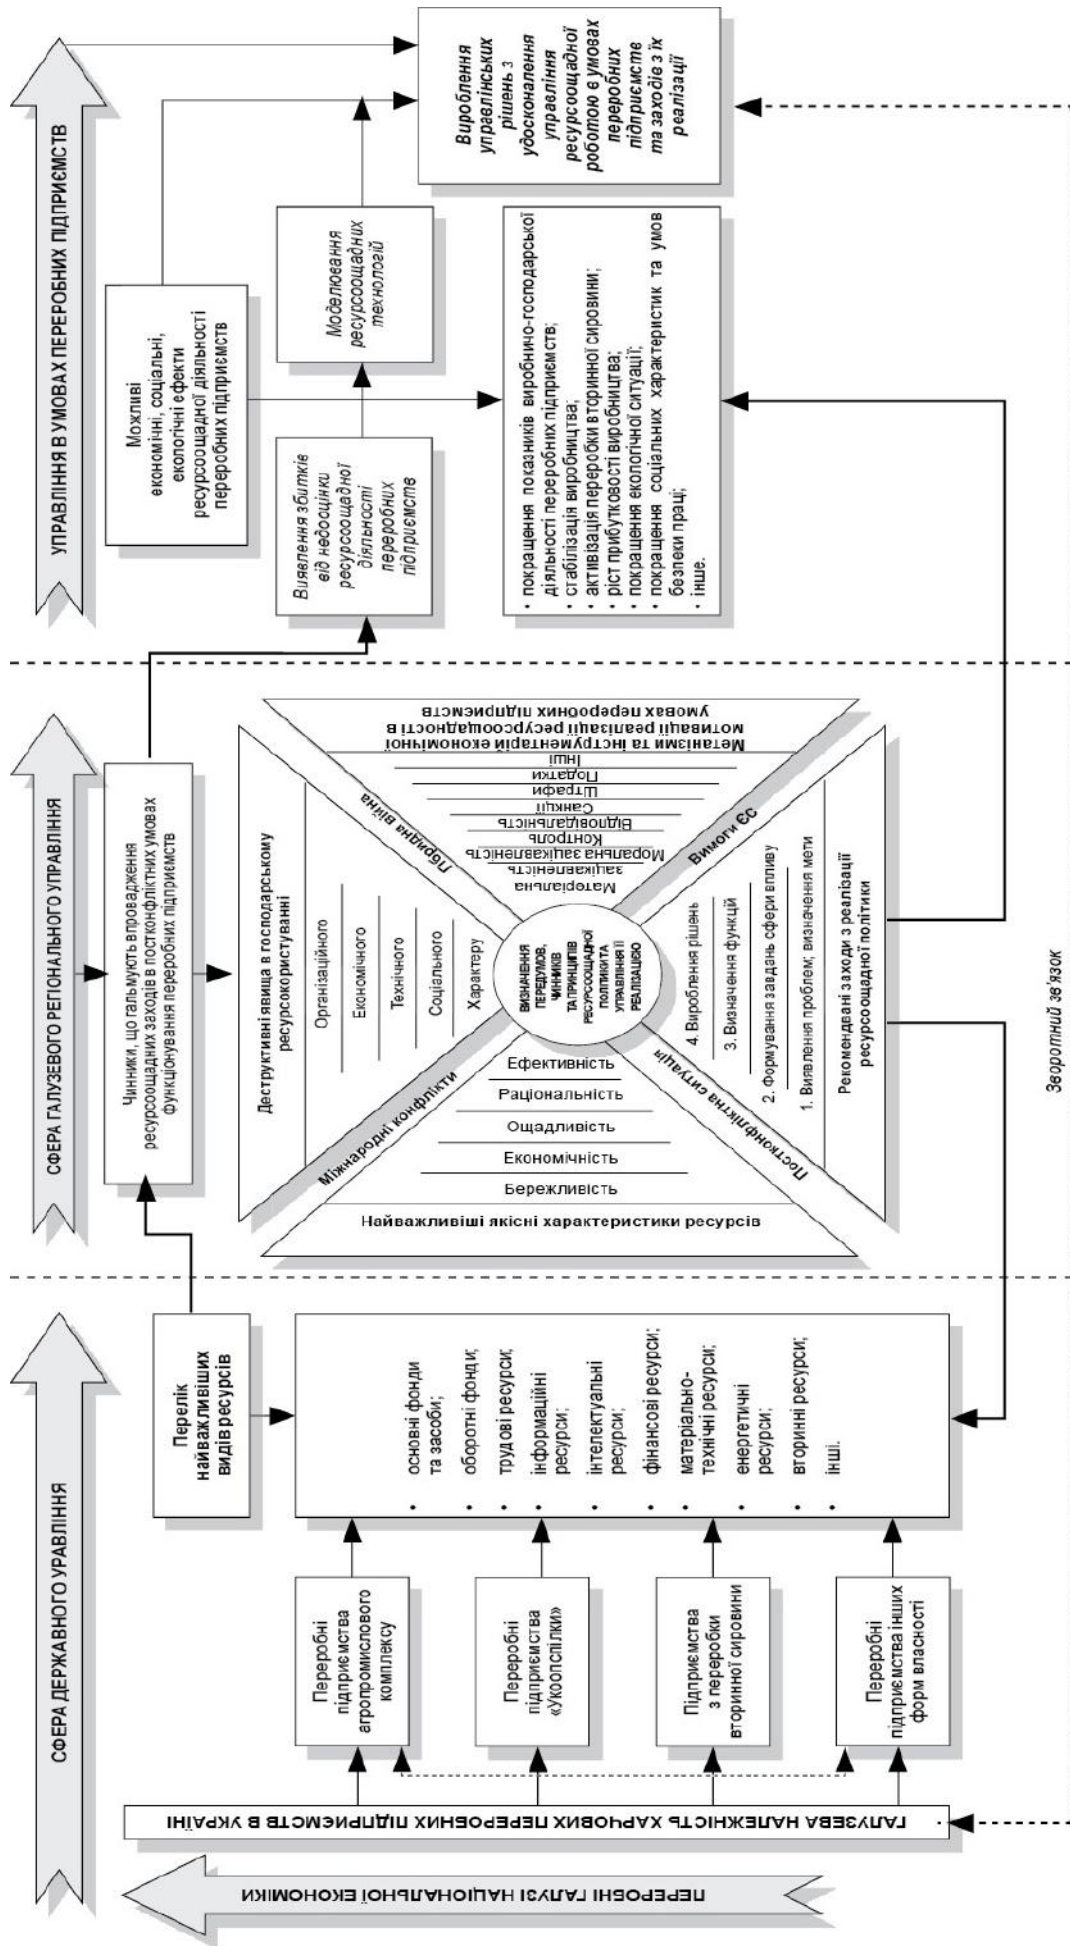 СФЕРА ДЕРЖАВНОГО УРАВЛІННЯ
СФЕРА ГАЛУЗЕВОГО РЕГІОНАЛЬНОГО УПРАВЛІННЯ
УПРАВЛІННЯ В УМОВАХ ПЕРЕРОБНИХ ПІДПРИЄМСТВ
ПЕРЕРОБНІ ГАЛУЗІ НАЦІОНАЛЬНОЇ ЕКОНОМІКИ
ГАЛУЗЕВА НАЛЕЖНІСТЬ ХАРЧОВИХ ПЕРЕРОБНИХ ПІДПРИЄМСТВ В УКРАЇНІ
Переробні
підприємства
агропромислового
комплексу
Переробні
підприємства
«Укоопспілки»
Підприємства
з переробки
вторинної сировини
Переробні
підприємства інших
форм власності
Перелік
найважливіших
видів ресурсів
• основні фонди
та засоби;
• оборотні фонди;
• трудові ресурси;
• інформаційні
ресурси;
• інтелектуальні
ресурси;
• фінансові ресурси;
• матеріально-
технічні ресурси;
• енергетичні
ресурси;
• вторинні ресурси;
• інші.
Чинники, що гальмують впровадження
ресурсоощадних заходів в постконфліктних умовах
функціонування переробних підприємств
Деструктивні явища в господарському
ресурсокористуванні
Організаційного
Економічного
Технічного
Соціального
Характеру
Міжнародні конфлікти
Гібридна війна
Найважливіші якісні характеристики ресурсів
Бережливість
Економічність
Ощадливість
Раціональність
Ефективність
ВИЗНАЧЕННЯ
ПЕРЕДУМОВ,
ЧИННИКІВ
ТА ПРИНЦИПІВ
РЕСУРСООЩАДНОЇ
ПОЛІТИКИ ТА
УПРАВЛІННЯ ЇЇ
РЕАЛІЗАЦІЄЮ
Матеріальна
зацікавленість
Моральна зацікавленість
Контроль
Відповідальність
Санкції
Штрафи
Податки
Інші
Метанізми та інструментарій економічної
мотивації реалізації ресурсоощадності в
умовах переробних підприємств
Постконфліктна ситуація
Вимоги ЄС
4. Вироблення рішень
3. Визначення функцій
2. Формування завдань сфери впливу
1. Виявлення проблем; визначення мети
Рекомендвані заходи з реалізації
ресурсоощадної політики
Можливі
економічні, соціальні,
екологічні ефекти
ресурсоощадної діяльності
переробних підприємств
Виявлення збитків
від недооцінки
ресурсоощадної
діяльності
переробних
підприємств
Моделювання
ресурсоощадних
технологій
Вироблення
управлінських
рішень з
удосконалення
управління
ресурсоощадної
роботою в умовах
переробних
підприємств
та заходів з їх
реалізації
• покращення показників виробничо-господарської
діяльності переробних підприємств;
• стабілізація виробництва;
• активізація переробки вторинної сировини;
• ріст прибутковості виробництва;
• покращення екологічної ситуації;
• покращення соціальних характеристик та умов
безпеки праці;
• інше.
Зворотний зв'язок